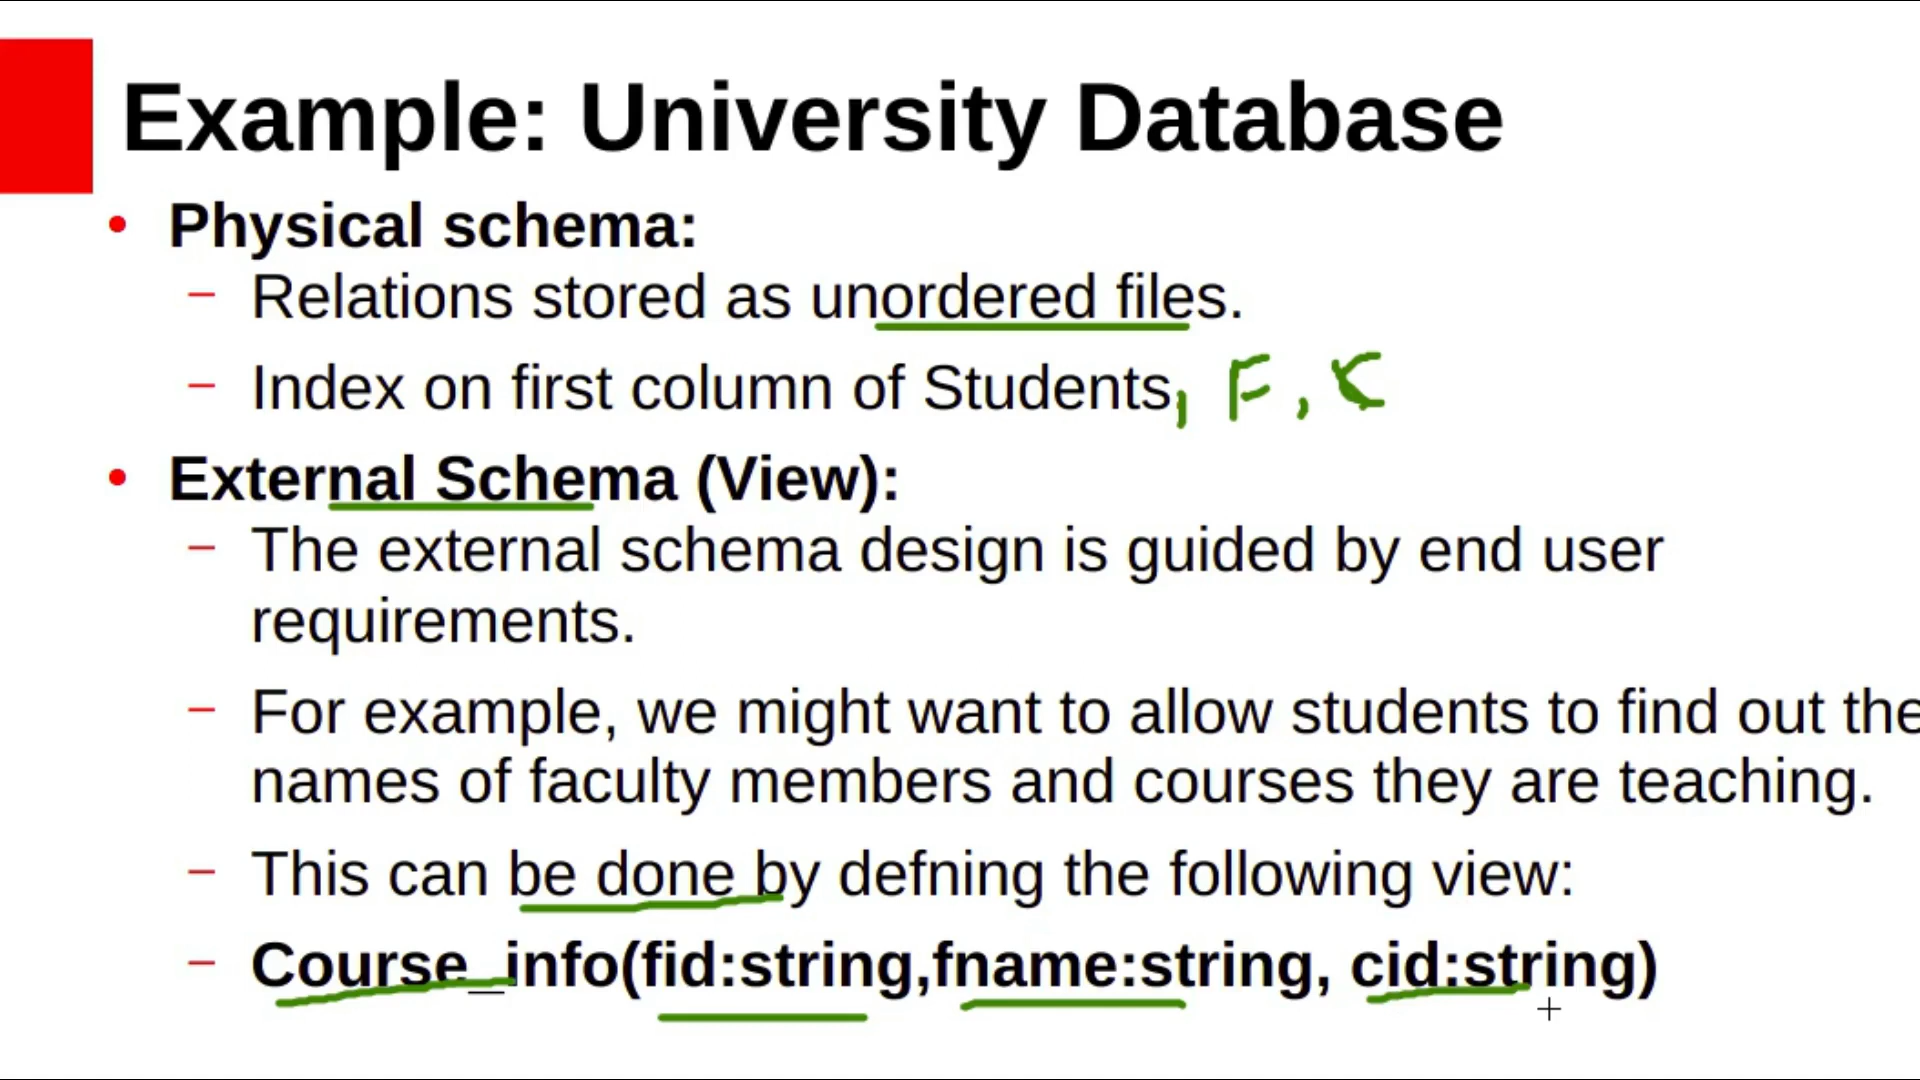 Example: University Database
• Physical schema:
– Relations stored as unordered files.
– Index on first column of Students, F, C
• External Schema (View):
– The external schema design is guided by end user
requirements.
– For example, we might want to allow students to find out the
names of faculty members and courses they are teaching.
– This can be done by defning the following view:
– Course_info(fid:string,fname:string, cid:string)